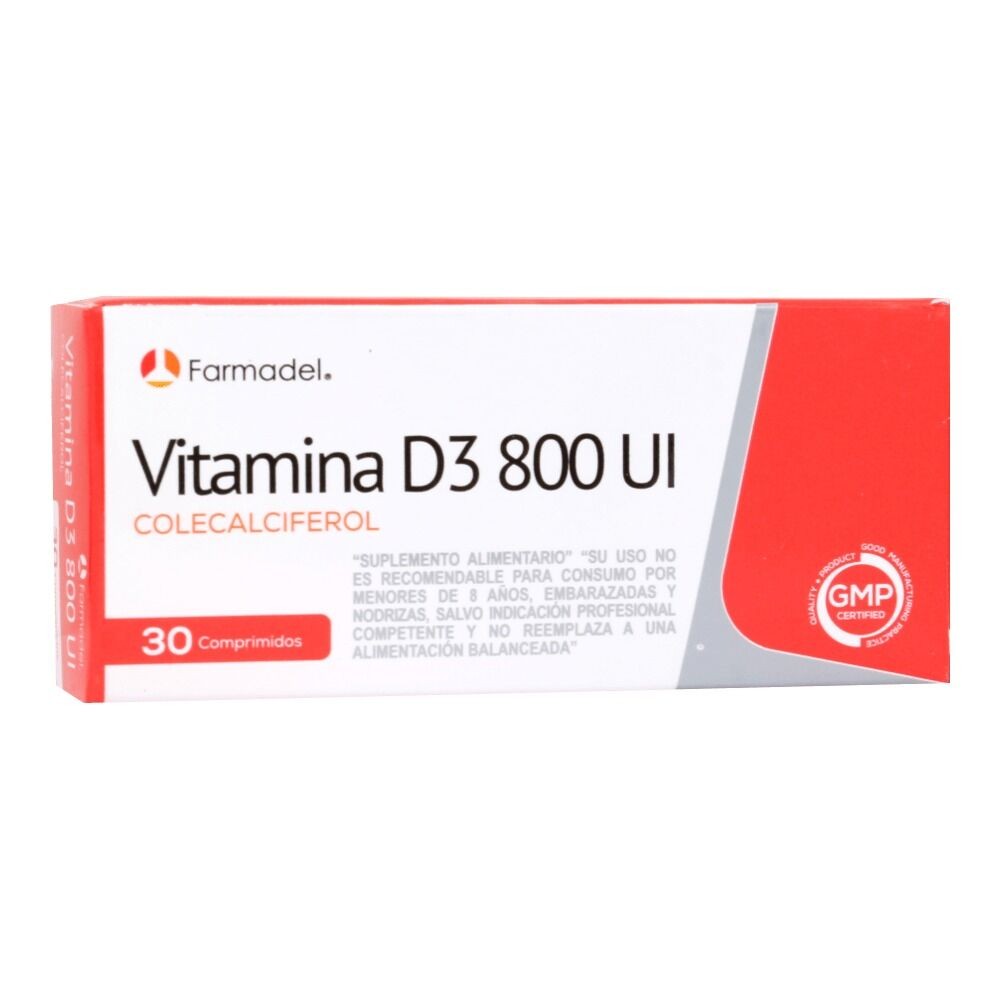 Farmadel®
Vitamina D3 800 UI
COLECALCIFEROL
"SUPLEMENTO ALIMENTARIO" "SU USO NO
ES RECOMENDABLE PARA CONSUMO POR
MENORES DE 8 AÑOS, EMBARAZADAS Y
NODRIZAS, SALVO INDICACIÓN PROFESIONAL
COMPETENTE Y NO REEMPLAZA A UNA
ALIMENTACIÓN BALANCEADA"
30 Comprimidos
QUALITY + PRODUCT GOOD MANUFACTURING PRACTICE
GMP
CERTIFIED
Vitamina D3 800 UI
Farmadel